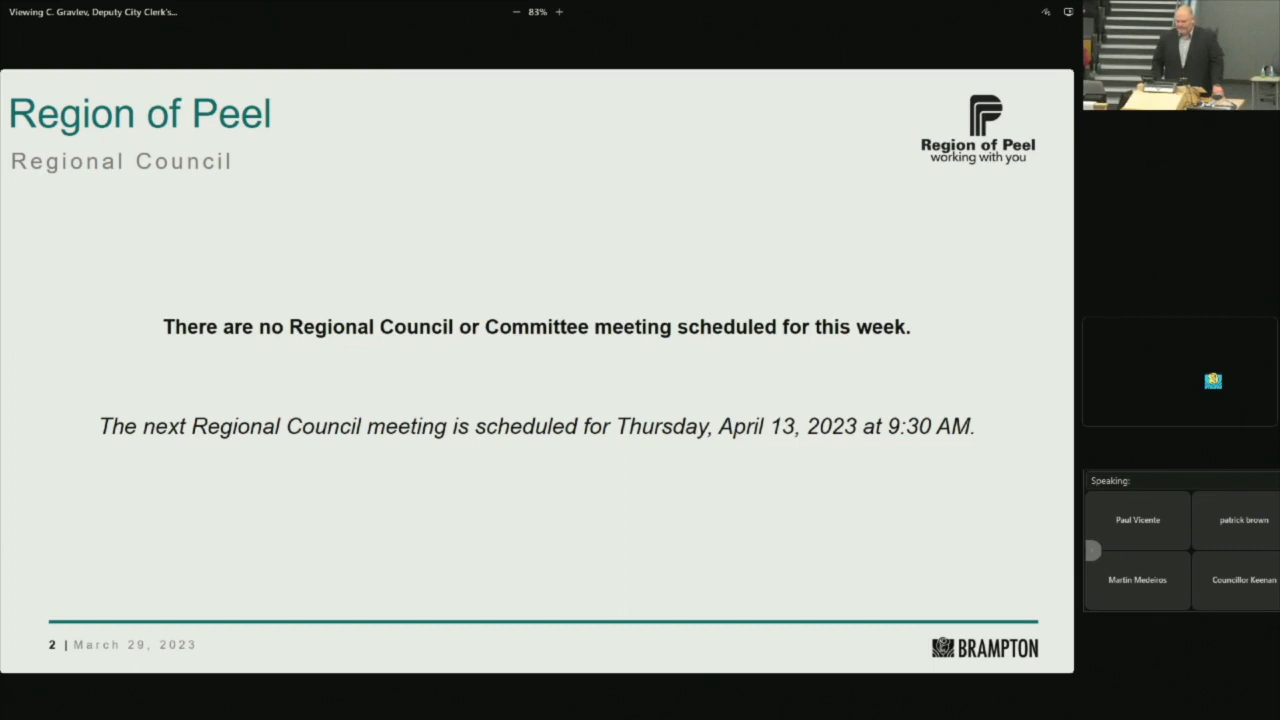 Viewing C. Gravlev, Deputy City Clerk's...
83%
Region of Peel
Regional Council
Region of Peel
working with you
There are no Regional Council or Committee meeting scheduled for this week.
The next Regional Council meeting is scheduled for Thursday, April 13, 2023 at 9:30 AM.
2 | March 29, 2023
BRAMPTON
Speaking:
Paul Vicente
patrick brown
Martin Medeiros
Councillor Keenan